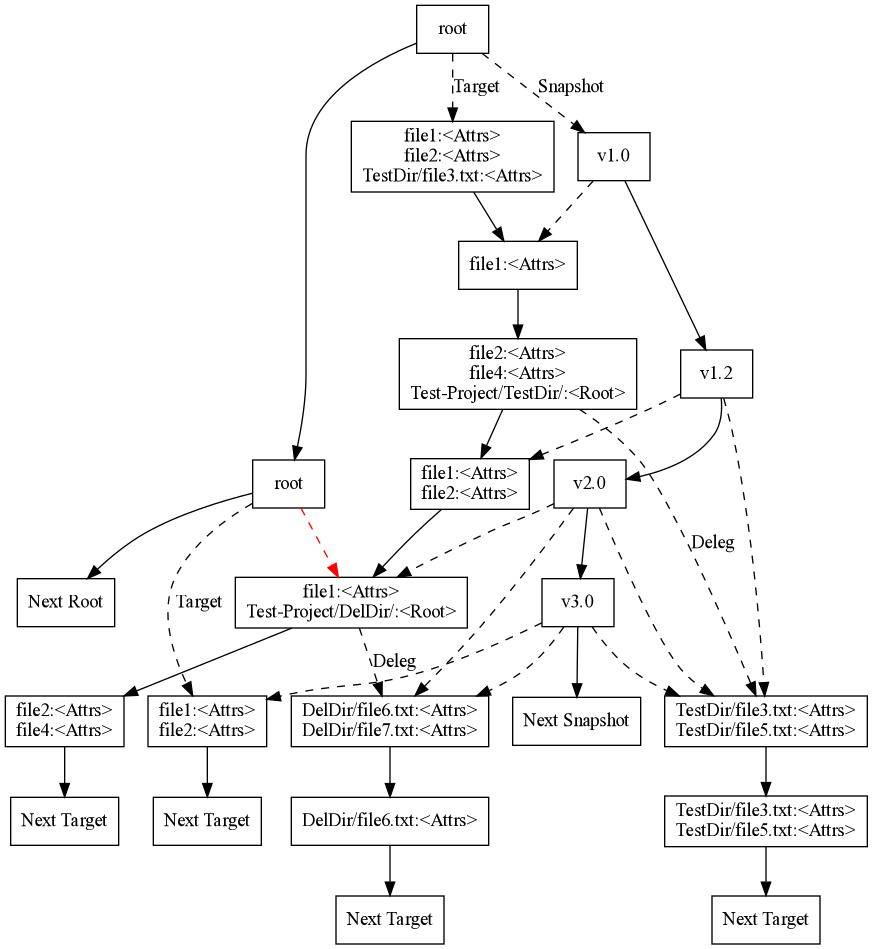 root
Target
Snapshot
file1:<Attrs>
file2:<Attrs>
TestDir/file3.txt:<Attrs>
v1.0
file1:<Attrs>
file2:<Attrs>
file4:<Attrs>
Test-Project/TestDir/:<Root>
v1.2
root
file1:<Attrs>
file2:<Attrs>
v2.0
Deleg
Next Root
Target
file1:<Attrs>
Test-Project/DelDir/:<Root>
v3.0
Deleg
file2:<Attrs>
file4:<Attrs>
file1:<Attrs>
file2:<Attrs>
DelDir/file6.txt:<Attrs>
DelDir/file7.txt:<Attrs>
Next Snapshot
TestDir/file3.txt:<Attrs>
TestDir/file5.txt:<Attrs>
Next Target
Next Target
DelDir/file6.txt:<Attrs>
TestDir/file3.txt:<Attrs>
TestDir/file5.txt:<Attrs>
Next Target
Next Target